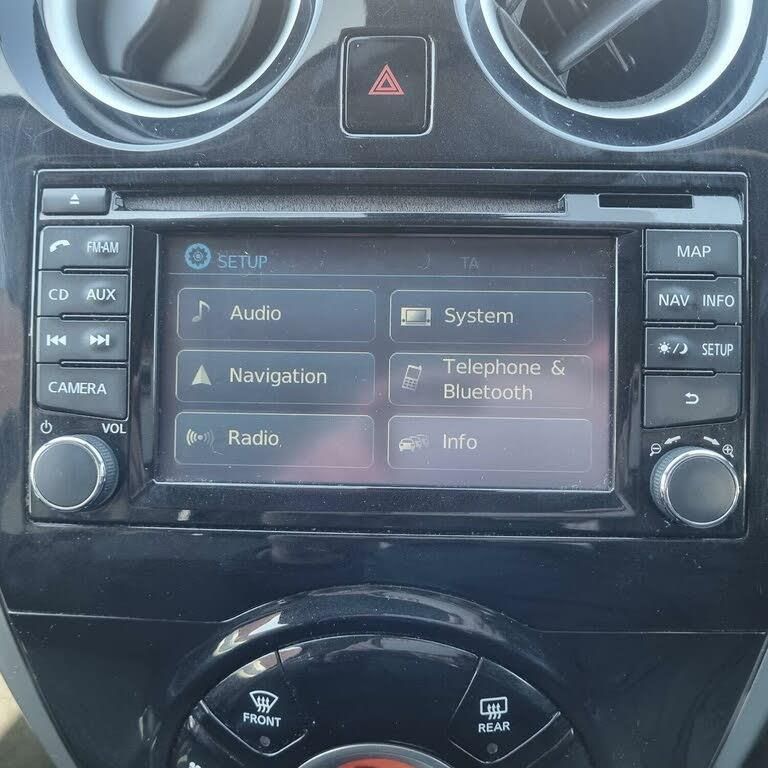 FM·AM
CD AUX
CAMERA
VOL
SETUP
TA
Audio
System
Navigation
Telephone &
Bluetooth
Radio
Info
MAP
NAV INFO
SETUP
FRONT
REAR